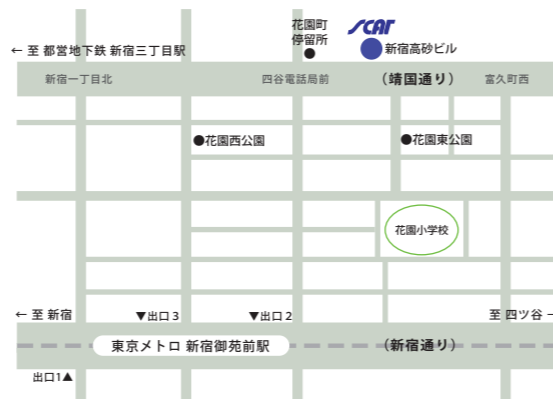 花園町
停留所
SCAT
● 新宿高砂ビル
← 至 都営地下鉄 新宿三丁目駅
新宿一丁目北
四谷電話局前
(靖国通り)
富久町西
●花園西公園
●花園東公園
花園小学校
← 至 新宿
▼出口3
▼出口2
至 四ツ谷 →
東京メトロ 新宿御苑前駅
(新宿通り)
出口1▲